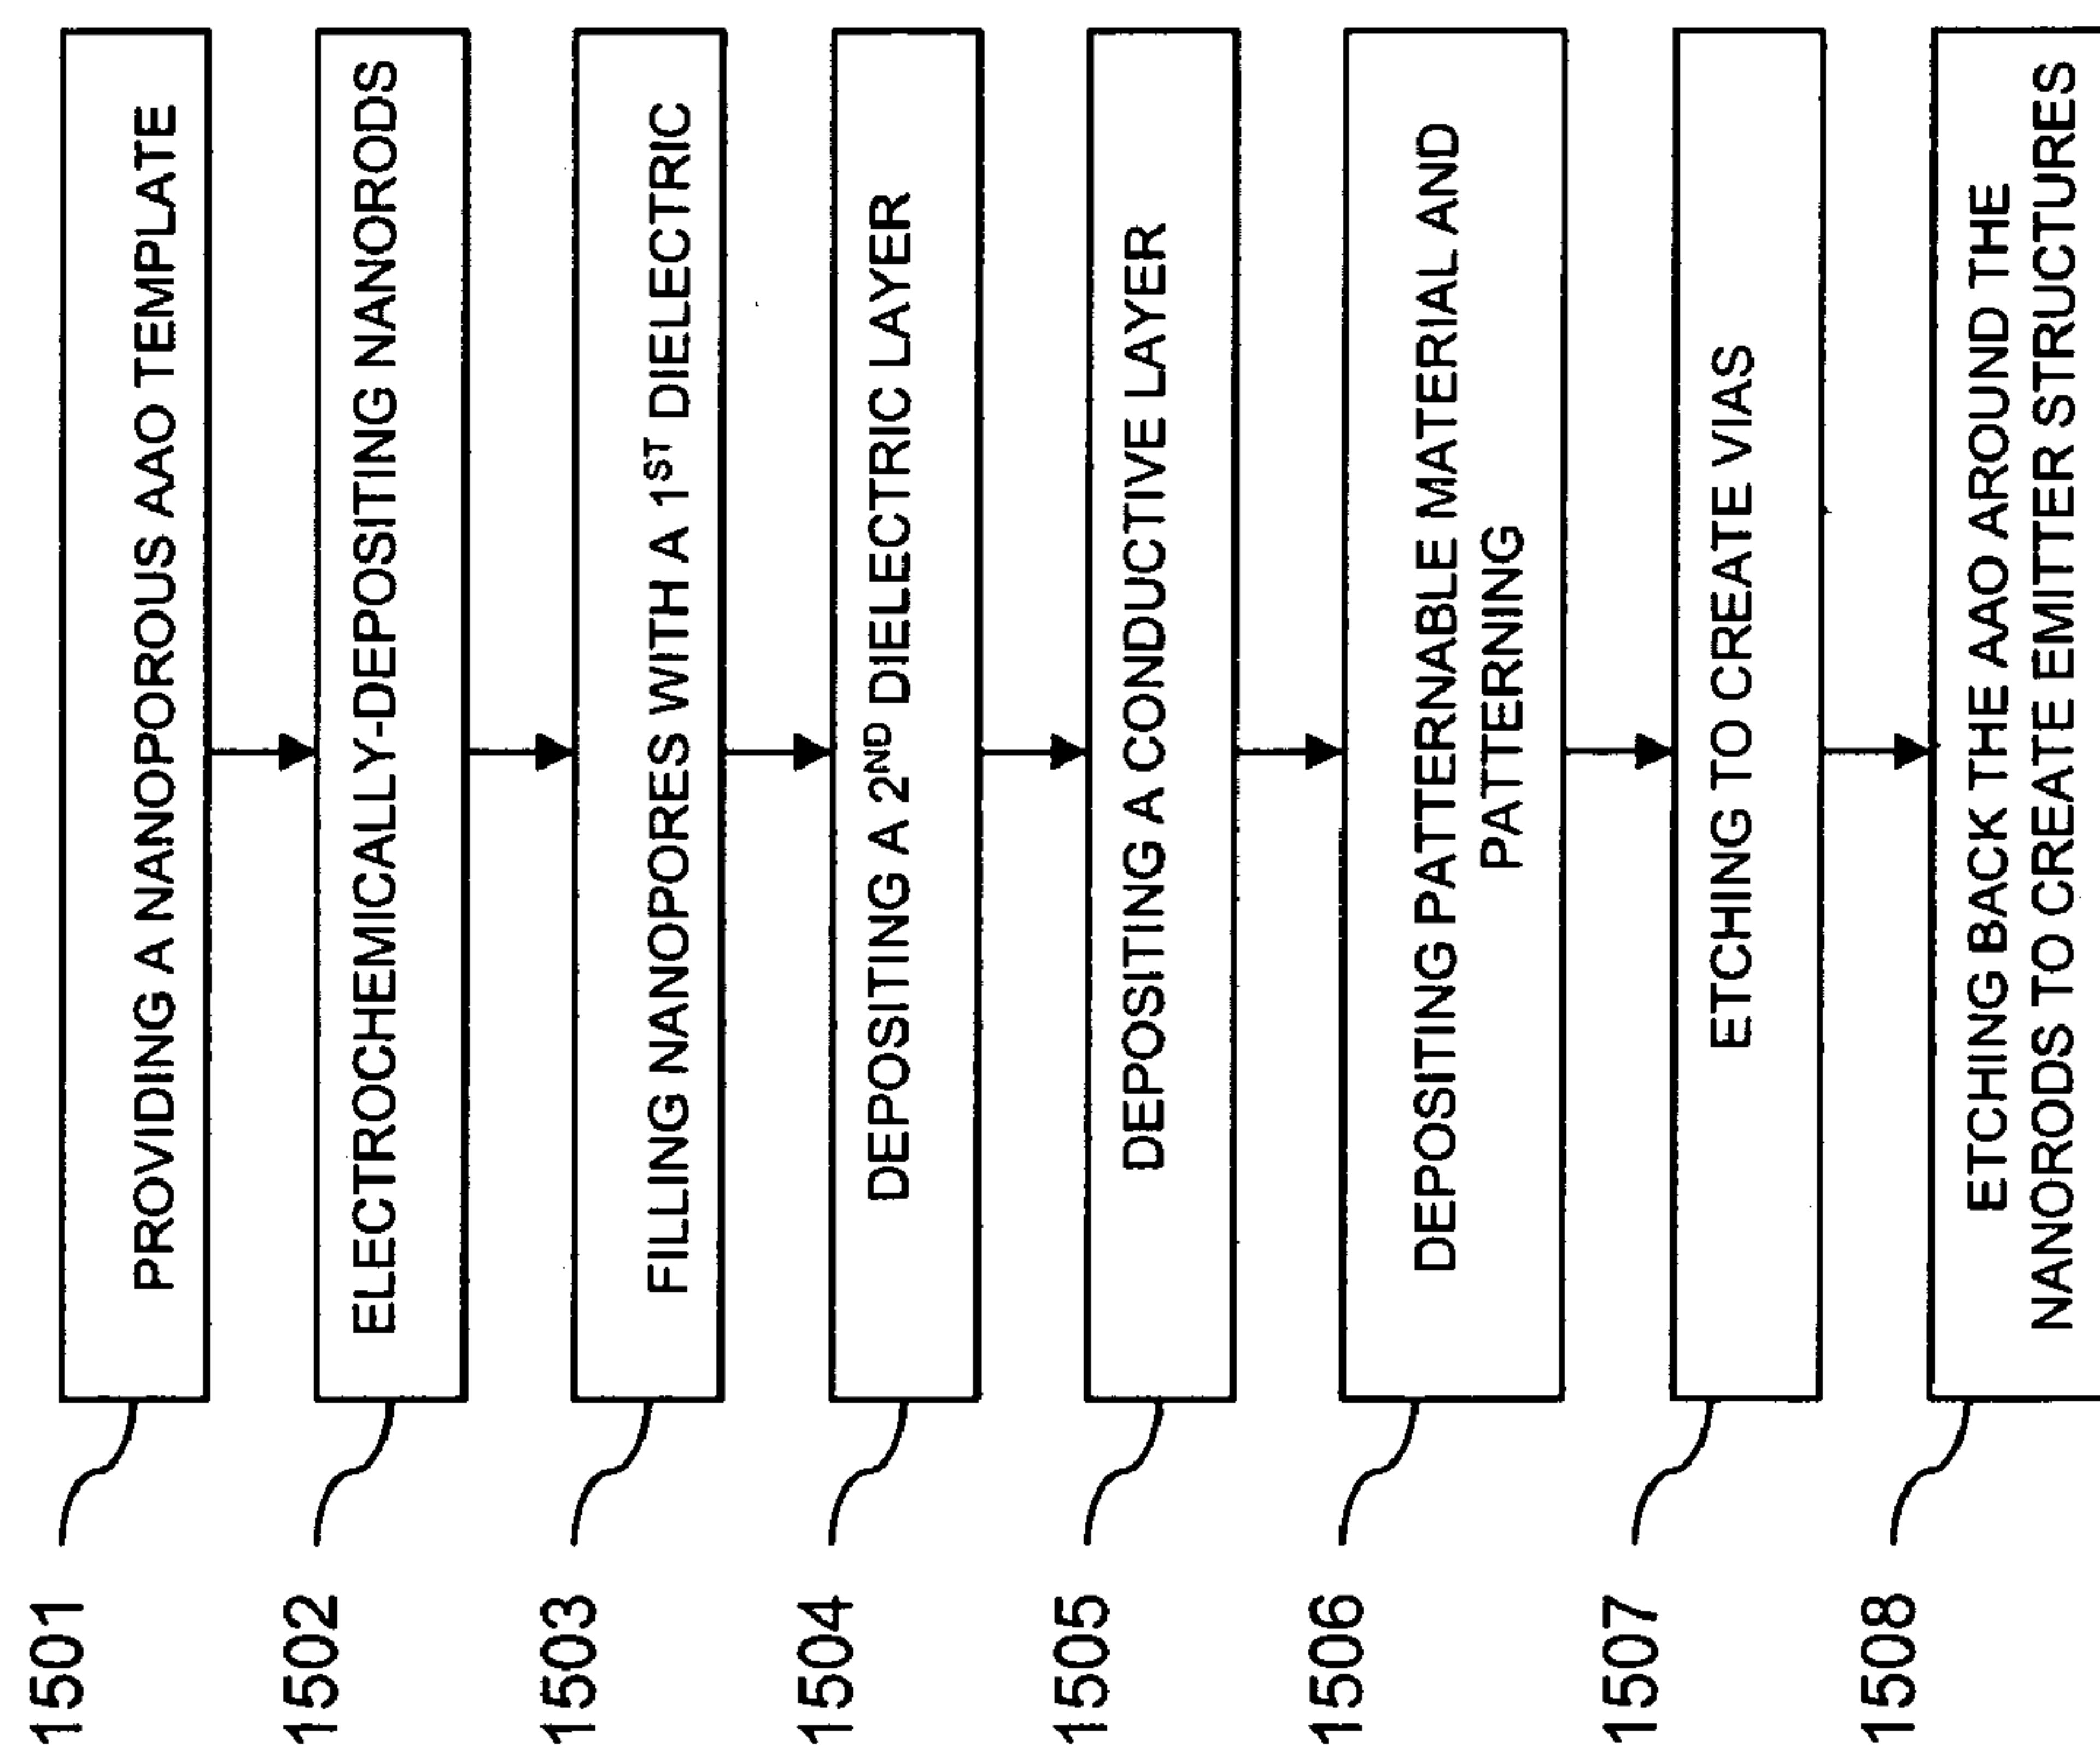 1501
PROVIDING A NANOPOROUS AAO TEMPLATE
1502
ELECTROCHEMICALLY-DEPOSITING NANORODS
1503
FILLING NANOPORES WITH A 1ST DIELECTRIC
1504
DEPOSITING A 2ND DIELECTRIC LAYER
1505
DEPOSITING A CONDUCTIVE LAYER
1506
DEPOSITING PATTERNABLE MATERIAL AND
PATTERNING
1507
ETCHING TO CREATE VIAS
1508
ETCHING BACK THE AAO AROUND THE
NANORODS TO CREATE EMITTER STRUCTURES